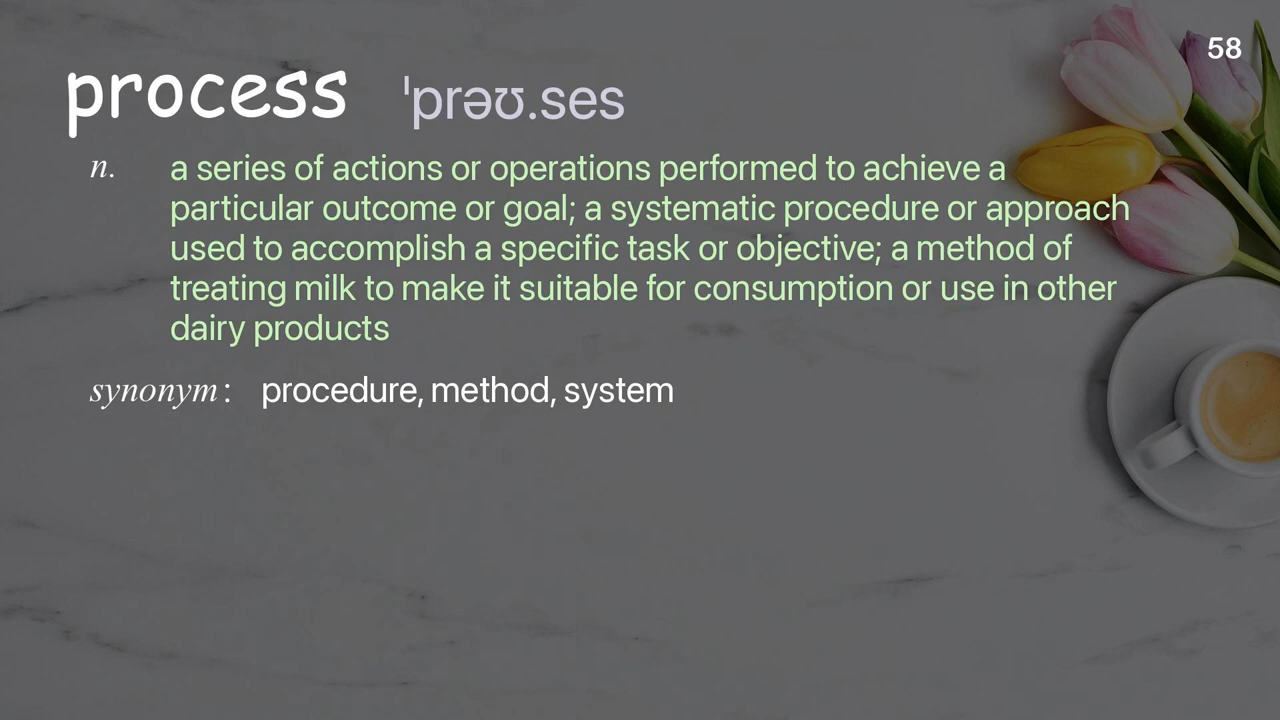 58
process ˈprəʊ.ses
n. a series of actions or operations performed to achieve a
particular outcome or goal; a systematic procedure or approach
used to accomplish a specific task or objective; a method of
treating milk to make it suitable for consumption or use in other
dairy products
synonym: procedure, method, system